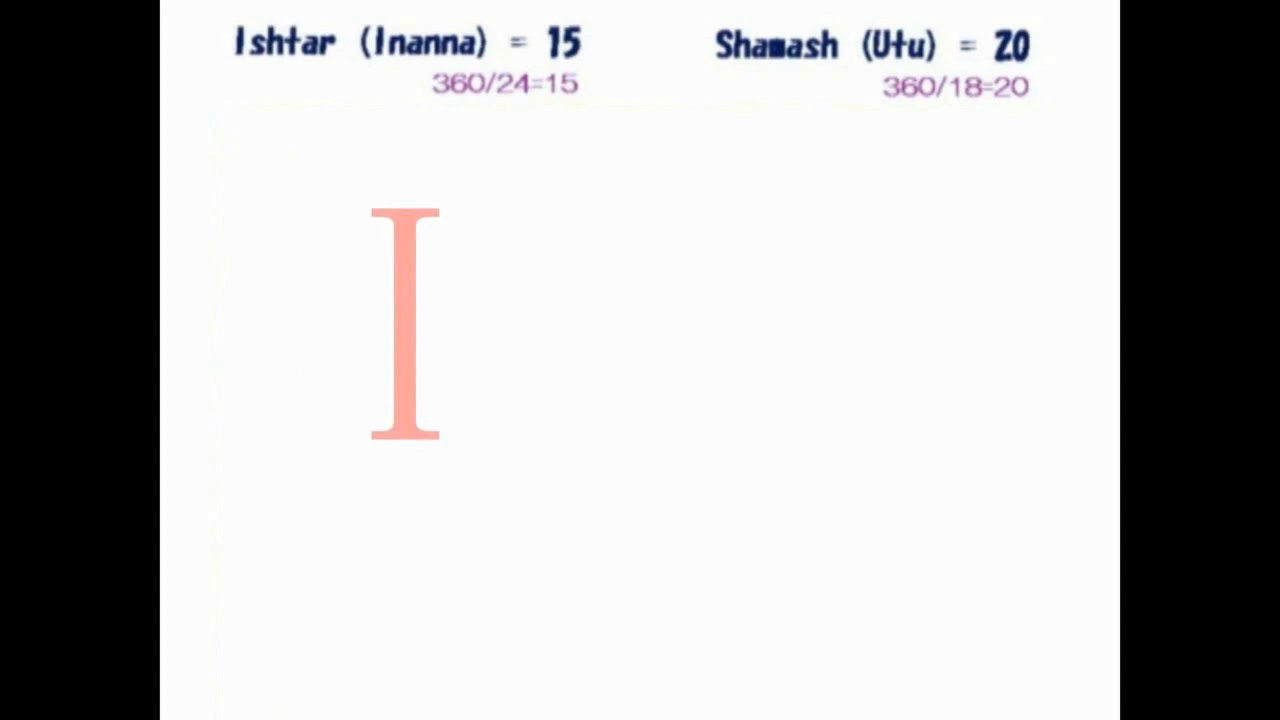 Ishtar (Inanna) = 15
360/24=15
Shamash (Utu) = 20
360/18=20
I